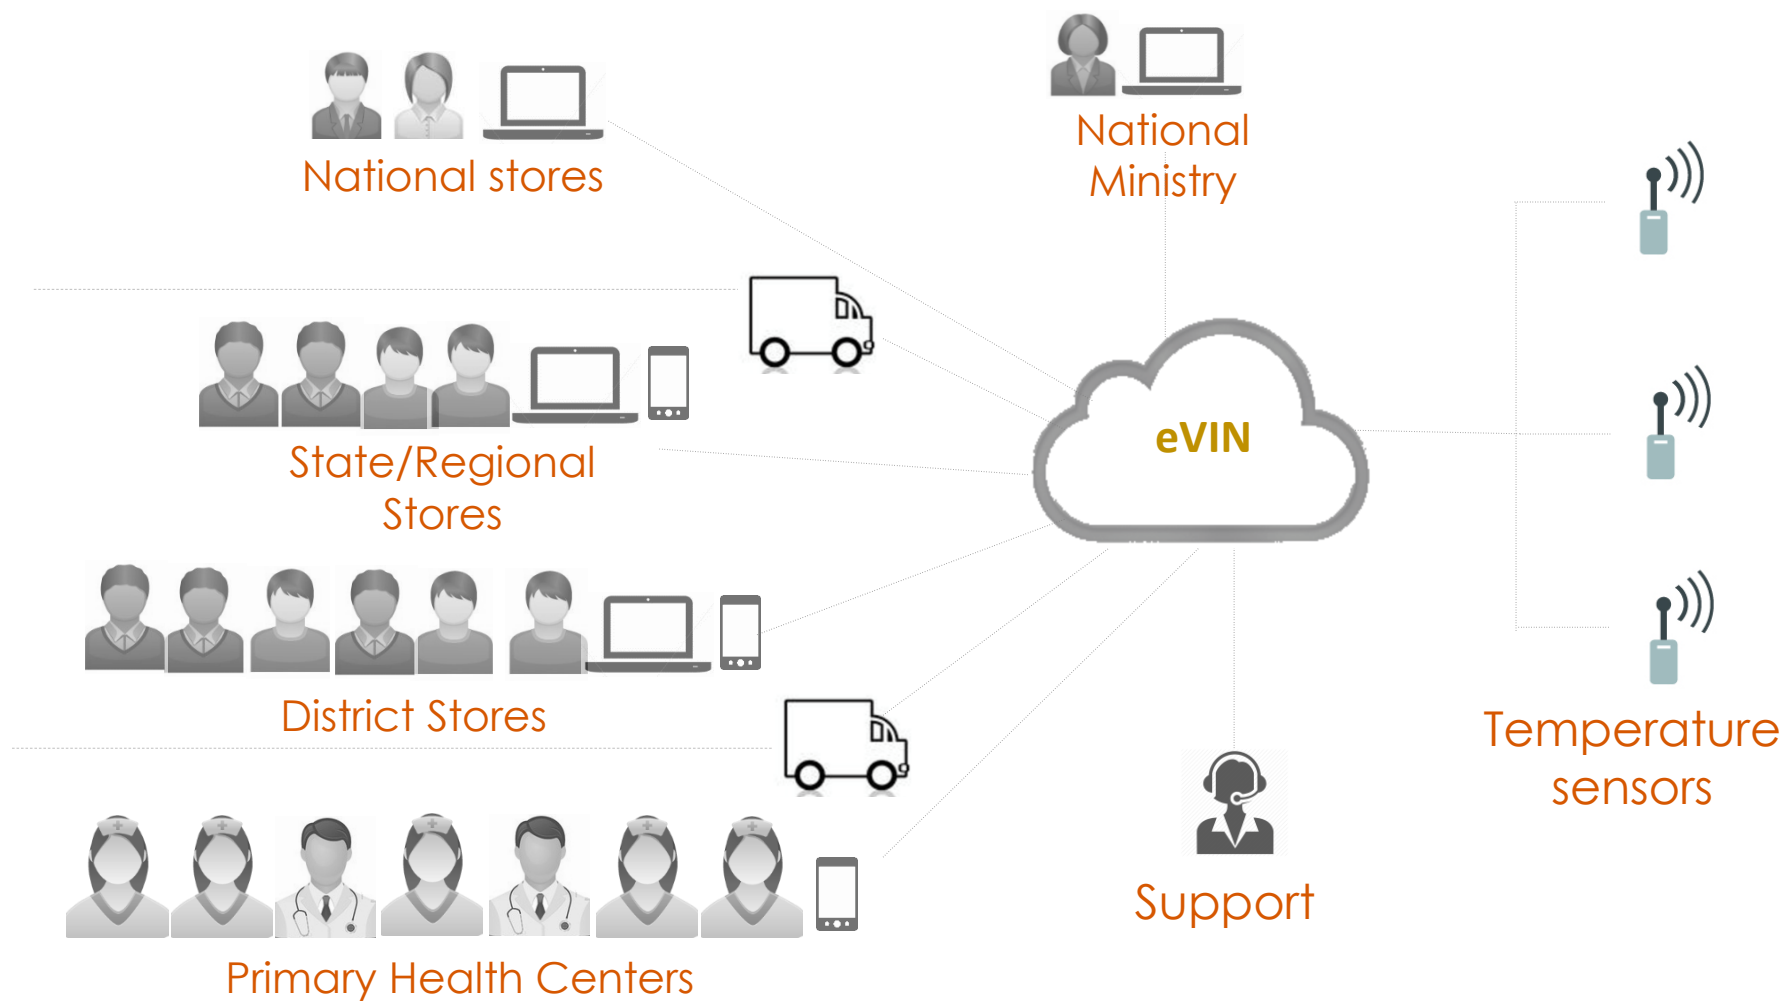 National stores
National
Ministry
State/Regional
Stores
eVIN
District Stores
Temperature
sensors
Support
Primary Health Centers